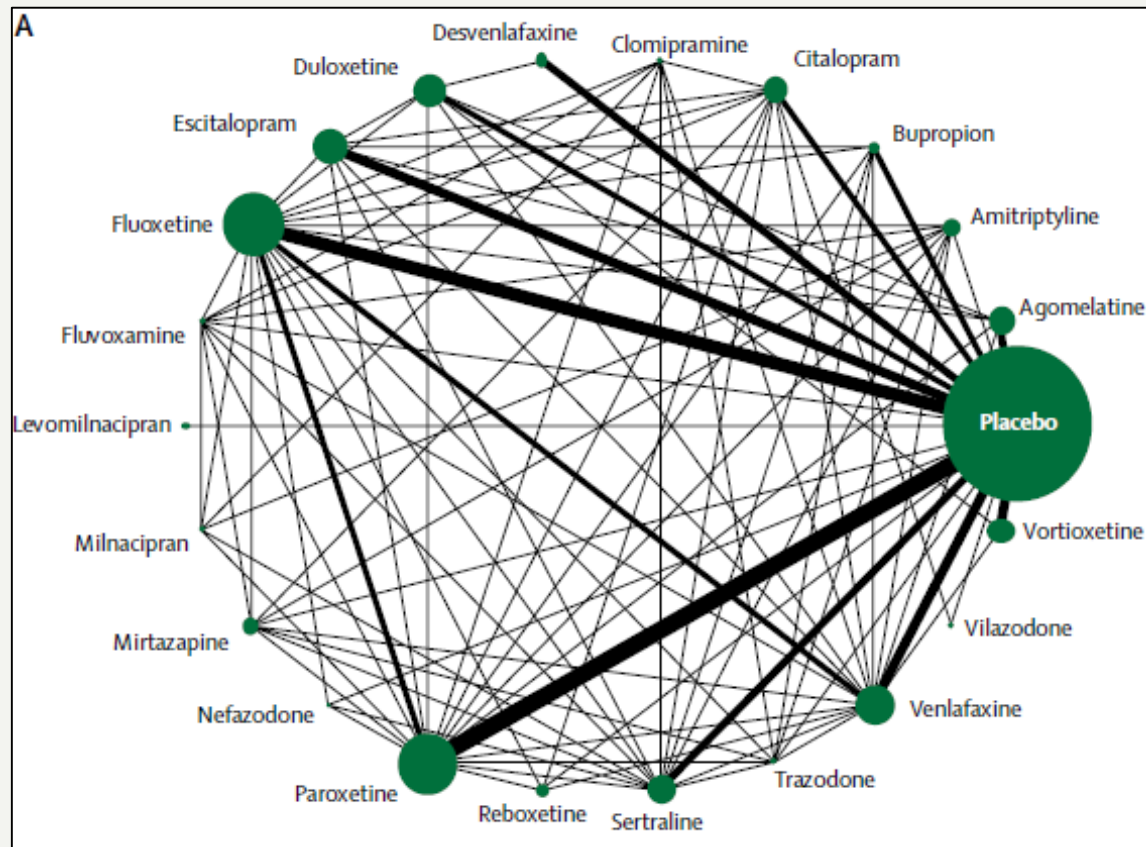 A
Desvenlafaxine
Clomipramine
Duloxetine
Citalopram
Escitalopram
Bupropion
Fluoxetine
Amitriptyline
Agomelatine
Fluvoxamine
Levomilnacipran
Placebo
Milnacipran
Vortioxetine
Mirtazapine
Vilazodone
Nefazodone
Venlafaxine
Paroxetine
Trazodone
Reboxetine
Sertraline